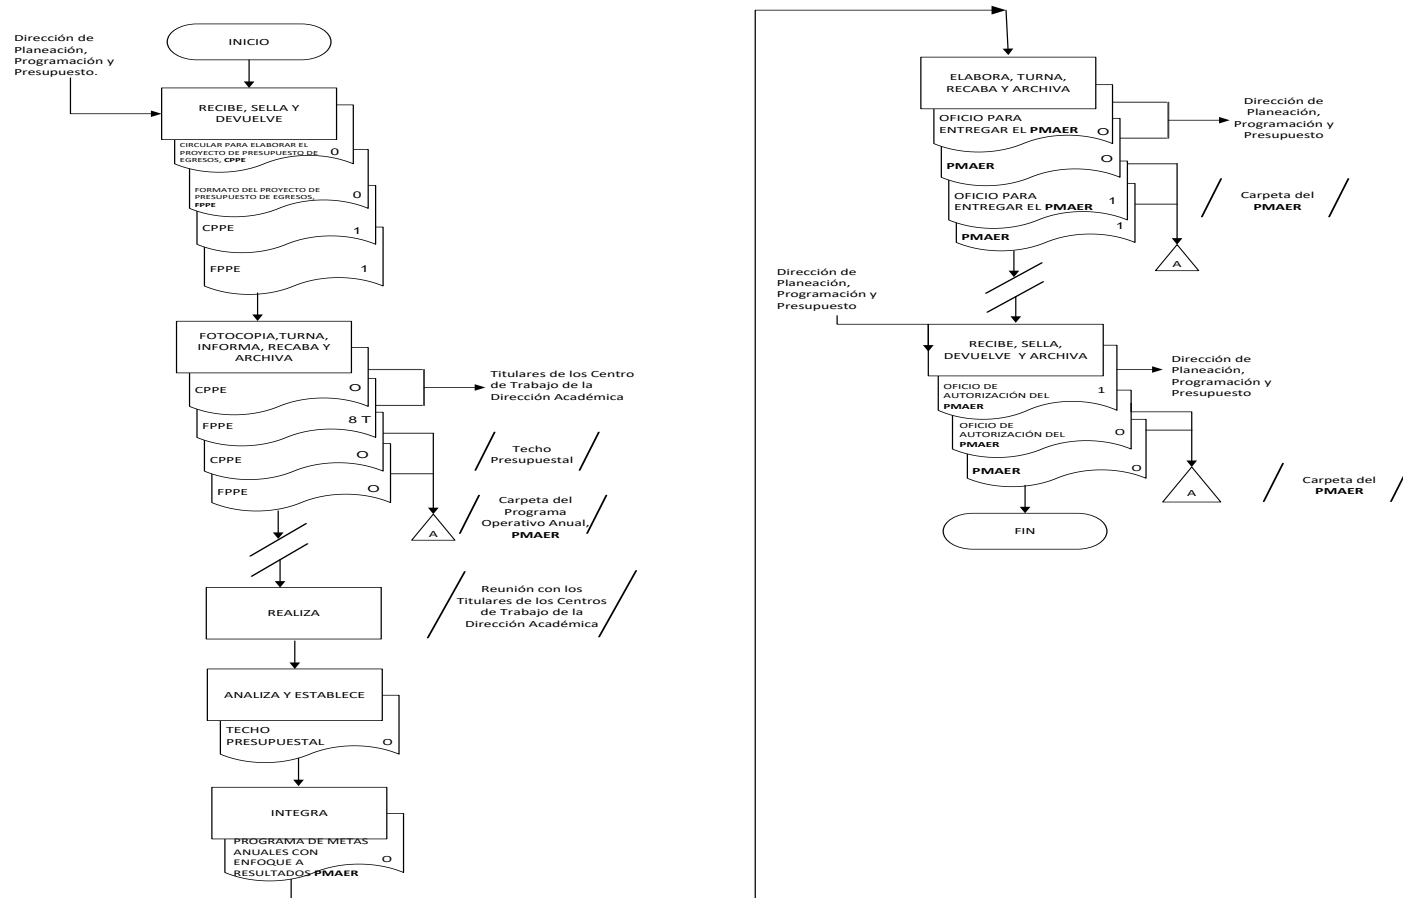 Dirección de
Planeación,
Programación y
Presupuesto.
INICIO
RECIBE, SELLA Y
DEVUELVE
CIRCULAR PARA ELABORAR EL
PROYECTO DE PRESUPUESTO DE
EGRESOS, CPPE
0
FORMATO DEL PROYECTO DE
PRESUPUESTO DE EGRESOS,
FPPE
0
CPPE 1
FPPE 1
FOTOCOPIA,TURNA,
INFORMA, RECABA Y
ARCHIVA
CPPE O
FPPE 8 T
CPPE O
FPPE O
Titulares de los Centro
de Trabajo de la
Dirección Académica
Techo
Presupuestal
Carpeta del
Programa
Operativo Anual,
PMAER
A
REALIZA
Reunión con los
Titulares de los Centros
de Trabajo de la
Dirección Académica
ANALIZA Y ESTABLECE
TECHO
PRESUPUESTAL O
INTEGRA
PROGRAMA DE METAS
ANUALES CON
ENFOQUE A
RESULTADOS PMAER
O
ELABORA, TURNA,
RECABA Y ARCHIVA
OFICIO PARA
ENTREGAR EL PMAER O
PMAER O
OFICIO PARA
ENTREGAR EL PMAER 1
PMAER 1
Dirección de
Planeación,
Programación y
Presupuesto
Carpeta del
PMAER
A
Dirección de
Planeación,
Programación y
Presupuesto
RECIBE, SELLA,
DEVUELVE Y ARCHIVA
OFICIO DE
AUTORIZACIÓN DEL
PMAER
1
OFICIO DE
AUTORIZACIÓN DEL
PMAER
O
PMAER O
Dirección de
Planeación,
Programación y
Presupuesto
A
Carpeta del
PMAER
FIN